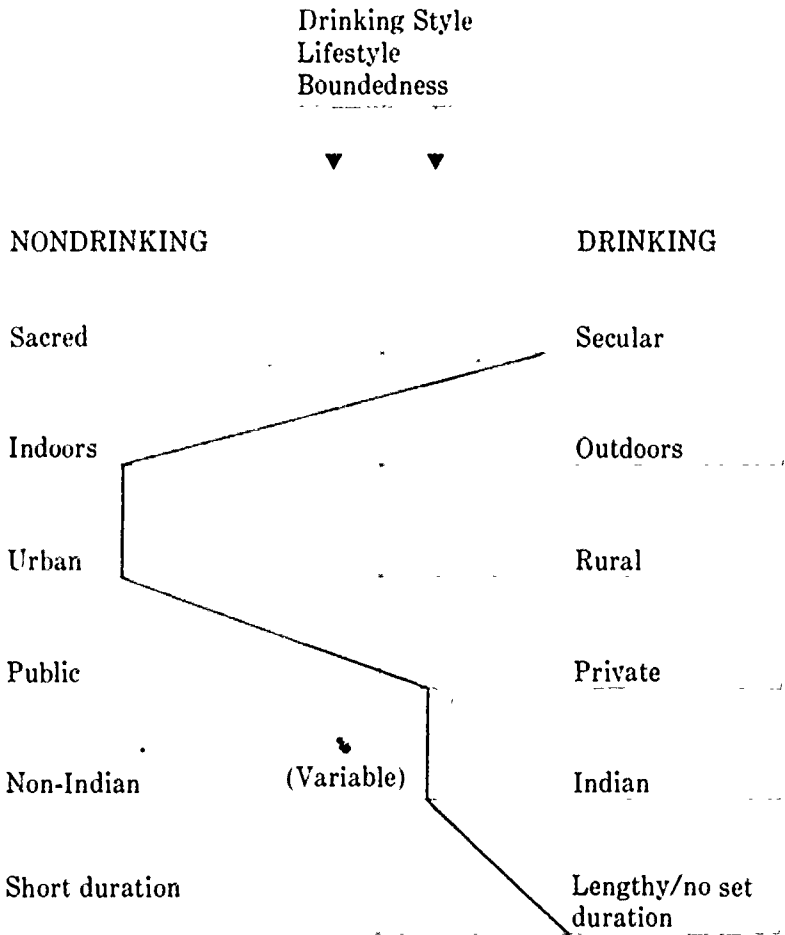 Drinking Style
Lifestyle
Boundedness
NONDRINKING DRINKING
Sacred Secular
Indoors Outdoors
Urban Rural
Public Private
Non-Indian (Variable) Indian
Short duration Lengthy/no set
duration